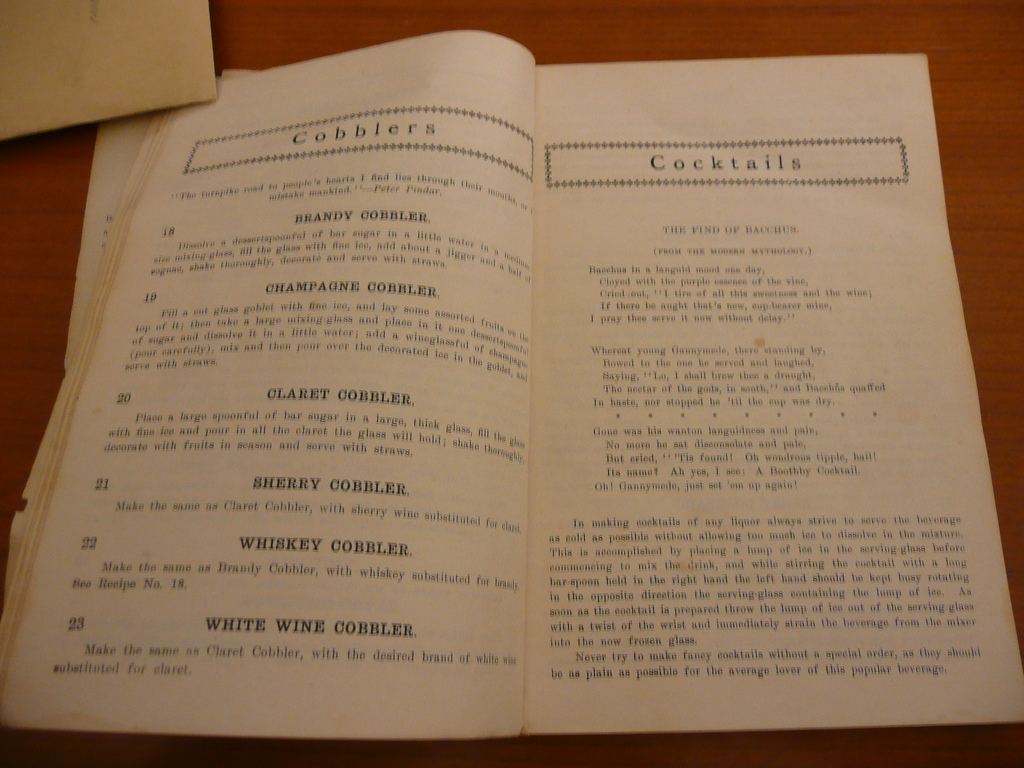 Cobblers
"The turnpike road to people's hearts I find lies through their mouths, or I
mistake mankind."—Peter Pindar.
BRANDY COBBLER.
18
Dissolve a dessertspoonful of bar sugar in a little water in a medium
size mixing-glass, fill the glass with fine ice, add about a jigger and a half of
cognac, shake thoroughly, decorate and serve with straws.
CHAMPAGNE COBBLER.
19
Fill a cut glass goblet with fine ice, and lay some assorted fruits on the
top of it; then take a large mixing-glass and place in it one dessertspoonful
of sugar and dissolve it in a little water; add a wineglassful of champagne
(pour carefully), mix and then pour over the decorated ice in the goblet, and
serve with straws.
20
CLARET COBBLER.
Place a large spoonful of bar sugar in a large, thick glass, fill the glass
with fine ice and pour in all the claret the glass will hold; shake thoroughly,
decorate with fruits in season and serve with straws.
21
SHERRY COBBLER.
Make the same as Claret Cobbler, with sherry wine substituted for claret.
22
WHISKEY COBBLER.
Make the same as Brandy Cobbler, with whiskey substituted for brandy.
See Recipe No. 18.
23
WHITE WINE COBBLER.
Make the same as Claret Cobbler, with the desired brand of white wine
substituted for claret.
Cocktails
THE FIND OF BACCHUS.
(FROM THE MODERN MYTHOLOGY.)
Bacchus in a languid mood one day,
Cloyed with the purple essence of the vine,
Cried out, "I tire of all this sweetness and the wine;
If there be aught that's new, cup-bearer mine,
I pray thee serve it now without delay."
Whereat young Gannymede, there standing by,
Bowed to the one he served and laughed,
Saying, "Lo, I shall brew thee a draught,
The nectar of the gods, in sooth," and Bacchus quaffed
In haste, nor stopped he 'til the cup was dry.
* * * * * * * * *
Gone was his wanton languidness and pain,
No more he sat disconsolate and pale,
But cried, "'Tis found! Oh wondrous tipple, hail!
Its name? Ah yes, I see: A Boothby Cocktail.
Oh! Gannymede, just set 'em up again!
In making cocktails of any liquor always strive to serve the beverage
as cold as possible without allowing too much ice to dissolve in the mixture.
This is accomplished by placing a lump of ice in the serving-glass before
commencing to mix the drink, and while stirring the cocktail with a long
bar-spoon held in the right hand the left hand should be kept busy rotating
in the opposite direction the serving-glass containing the lump of ice. As
soon as the cocktail is prepared throw the lump of ice out of the serving-glass
with a twist of the wrist and immediately strain the beverage from the mixer
into the now frozen glass.
Never try to make fancy cocktails without a special order, as they should
be as plain as possible for the average lover of this popular beverage.